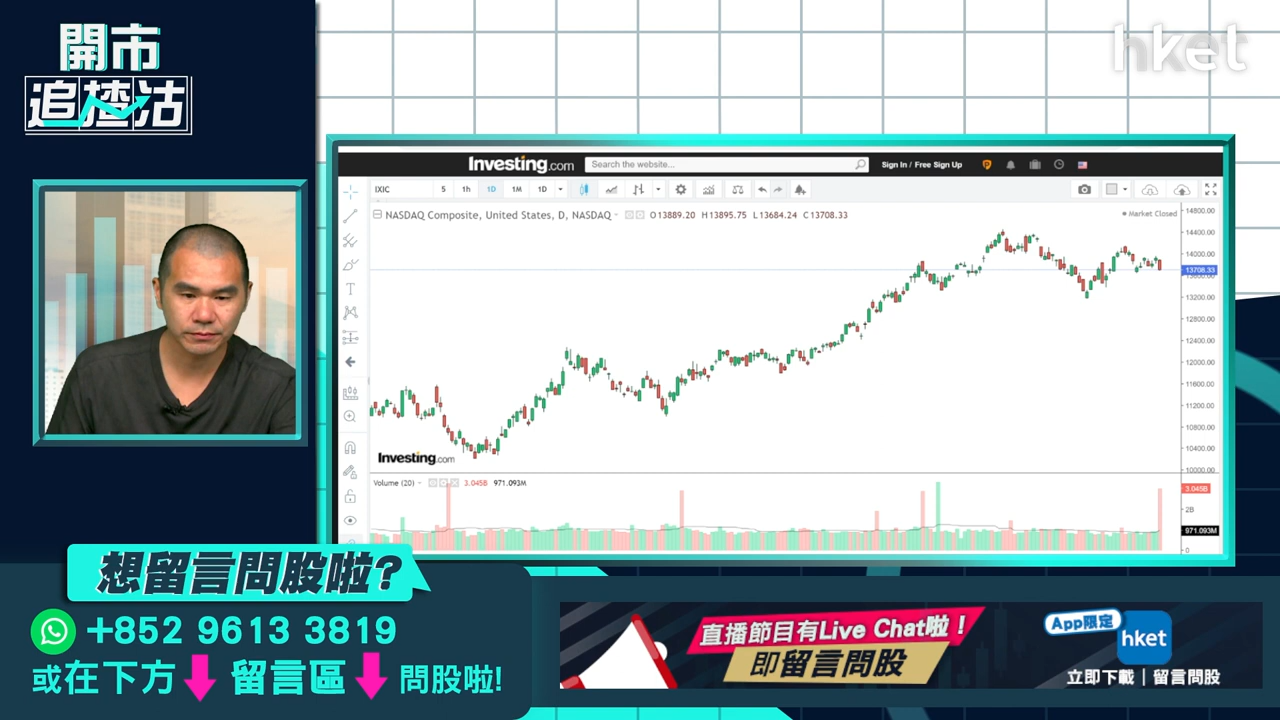 開市
追揸沽
hket
Investing.com
Search the website...
Sign In / Free Sign Up
IXIC
5
1h
1D
1M
1D
NASDAQ Composite, United States, D, NASDAQ
O13889.20 H13895.75 L13684.24 C13708.33
Market Closed
14800.00
14400.00
14000.00
13708.33
13600.00
13200.00
12800.00
12400.00
12000.00
11600.00
11200.00
10800.00
10400.00
10000.00
Investing.com
Volume (20)
3.045B 971.093M
3.045B
2B
971.093M
0
想留言問股啦?
+852 9613 3819
或在下方
留言區
問股啦!
直播節目有Live Chat啦！
即留言問股
App限定
hket
立即下載｜留言問股